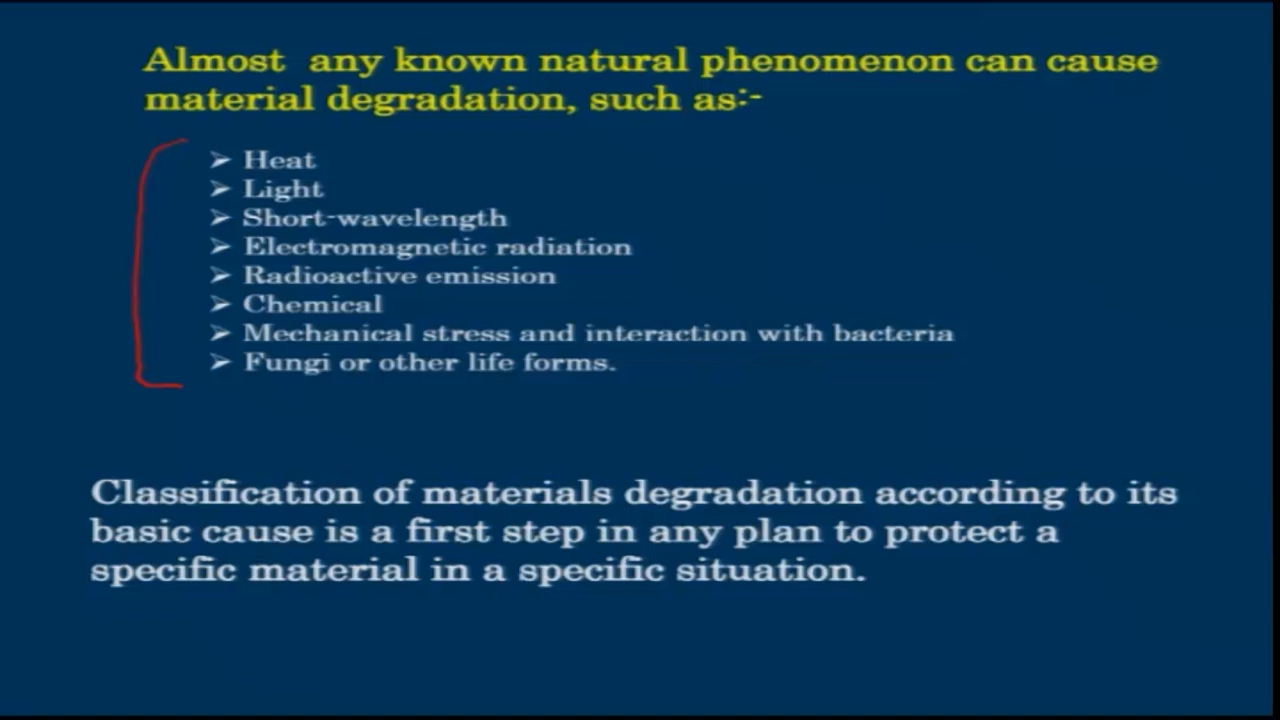 Almost any known natural phenomenon can cause
material degradation, such as:-
➢ Heat
➢ Light
➢ Short-wavelength
➢ Electromagnetic radiation
➢ Radioactive emission
➢ Chemical
➢ Mechanical stress and interaction with bacteria
➢ Fungi or other life forms.
Classification of materials degradation according to its
basic cause is a first step in any plan to protect a
specific material in a specific situation.